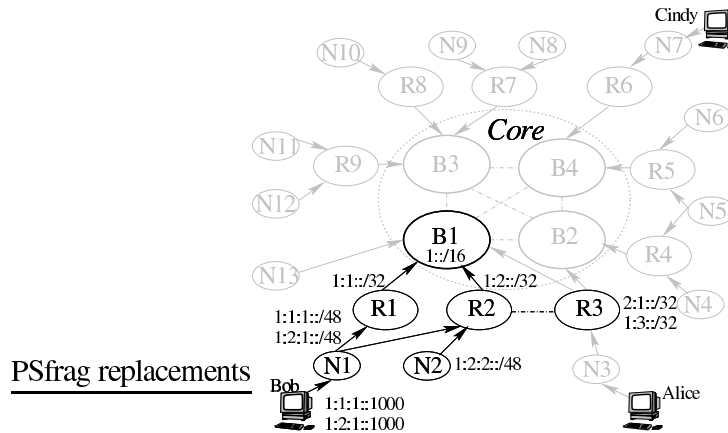 Cindy
N10
N9
N8
N7
R8
R7
R6
N6
Core
N11
R9
B3
B4
R5
N12
N5
B1
1::/16
B2
R4
N13
1:1::/32
1:2::/32
N4
R1
R2
R3
2:1::/32
1:3::/32
1:1:1::/48
1:2:1::/48
N1
N2
1:2:2::/48
N3
PSfrag replacements
Bob
Alice
1:1:1::1000
1:2:1::1000